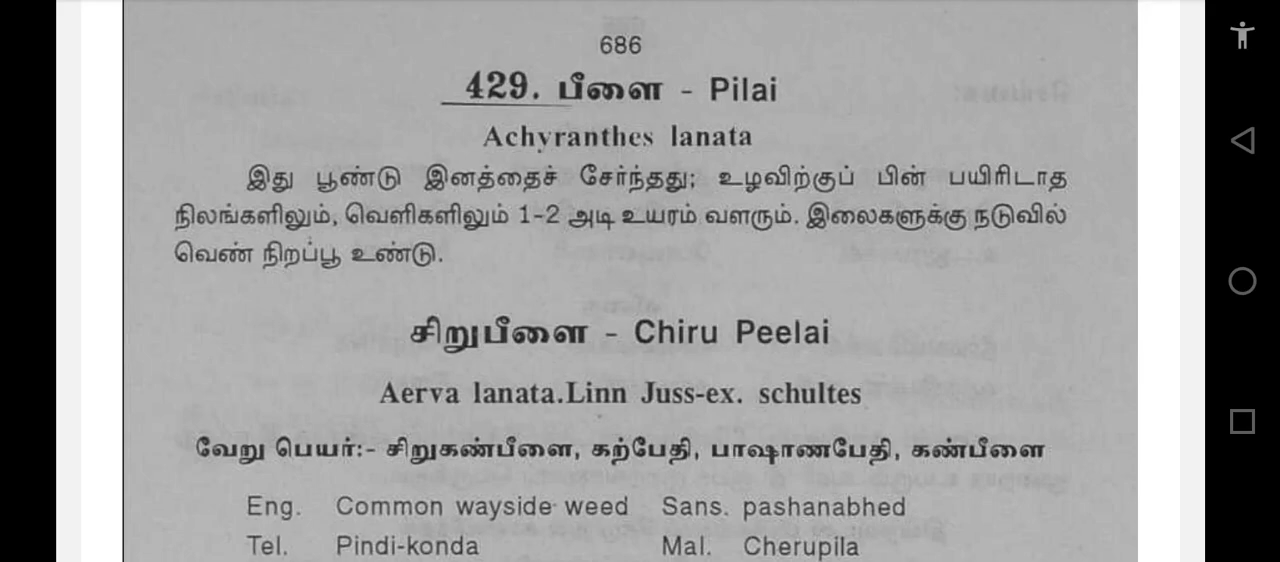 686
429. பீளை - Pilai
Achyranthes lanata
இது பூண்டு இனத்தைச் சேர்ந்தது; உழவிற்குப் பின் பயிரிடாத
நிலங்களிலும், வெளிகளிலும் 1-2 அடி உயரம் வளரும். இலைகளுக்கு நடுவில்
வெண் நிறப்பூ உண்டு.
சிறுபீளை - Chiru Peelai
Aerva lanata.Linn Juss-ex. schultes
வேறு பெயர்:- சிறுகண்பீளை, கற்பேதி, பாஷாணபேதி, கண்பீளை
Eng. Common wayside weed Sans. pashanabhed
Tel. Pindi-konda Mal. Cherupila